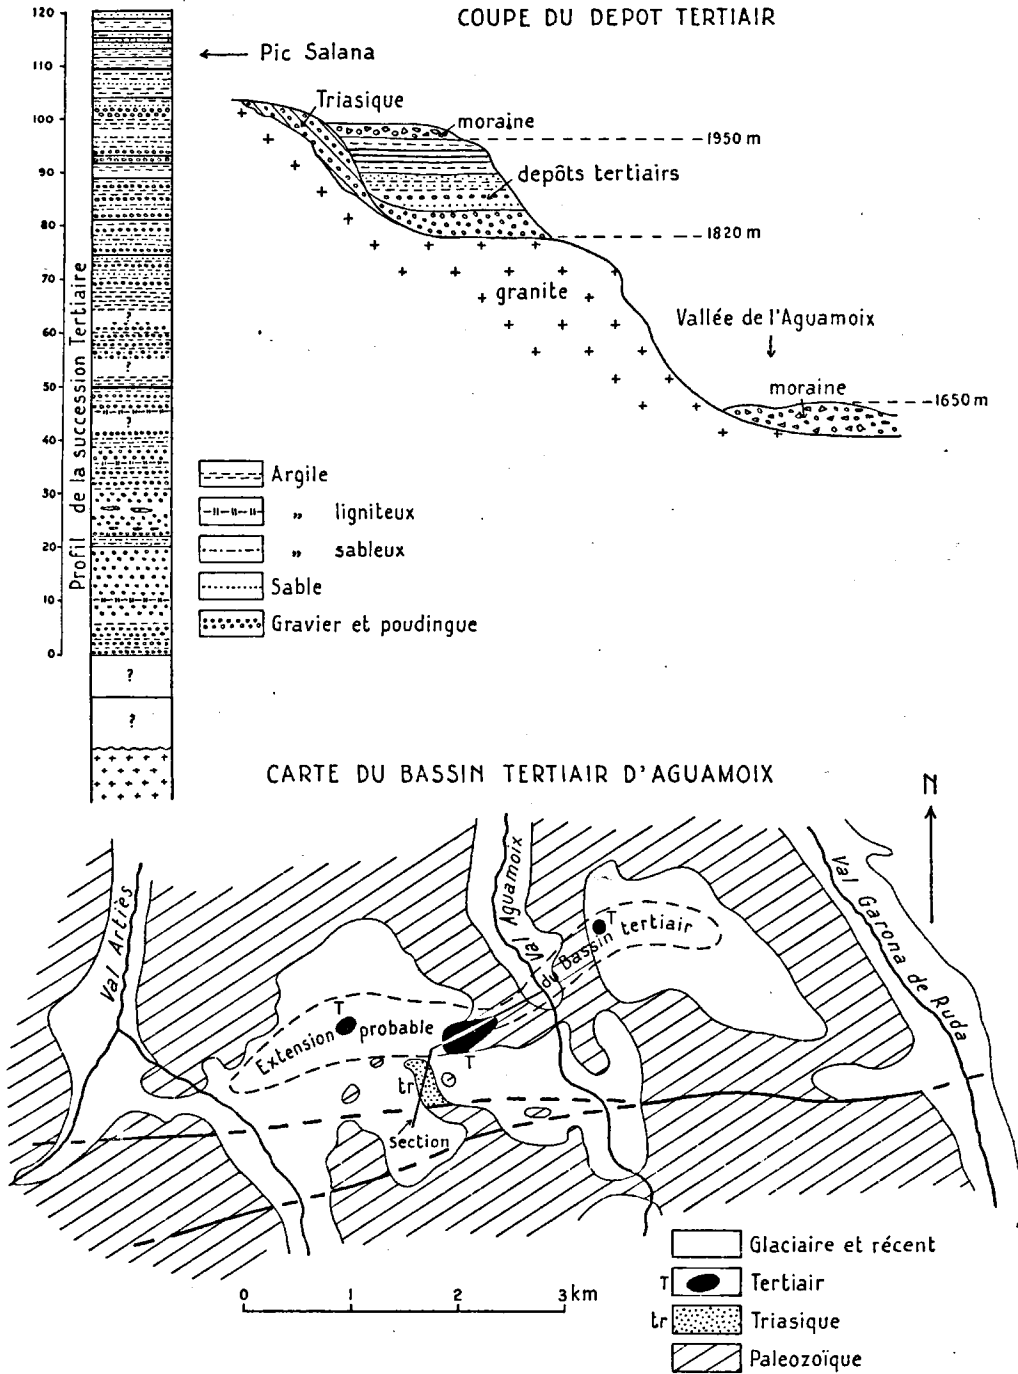 COUPE DU DEPOT TERTIAIR
120
110
100
90
80
70
60
50
40
30
20
10
0
Profil de la succession Tertiaire
?
?
?
?
?
← Pic Salana
Triasique
moraine
1950 m
depôts tertiairs
1820 m
granite
Vallée de l'Aguamoix
moraine
1650 m
Argile
„ ligniteux
„ sableux
Sable
Gravier et poudingue
CARTE DU BASSIN TERTIAIR D'AGUAMOIX
N
Val Arties
Val Aguamoix
Val Garona de Ruda
T
T
T
Extension probable du Bassin tertiair
tr
Section
Glaciaire et récent
T Tertiair
tr Triasique
Paleozoïque
0 1 2 3 km